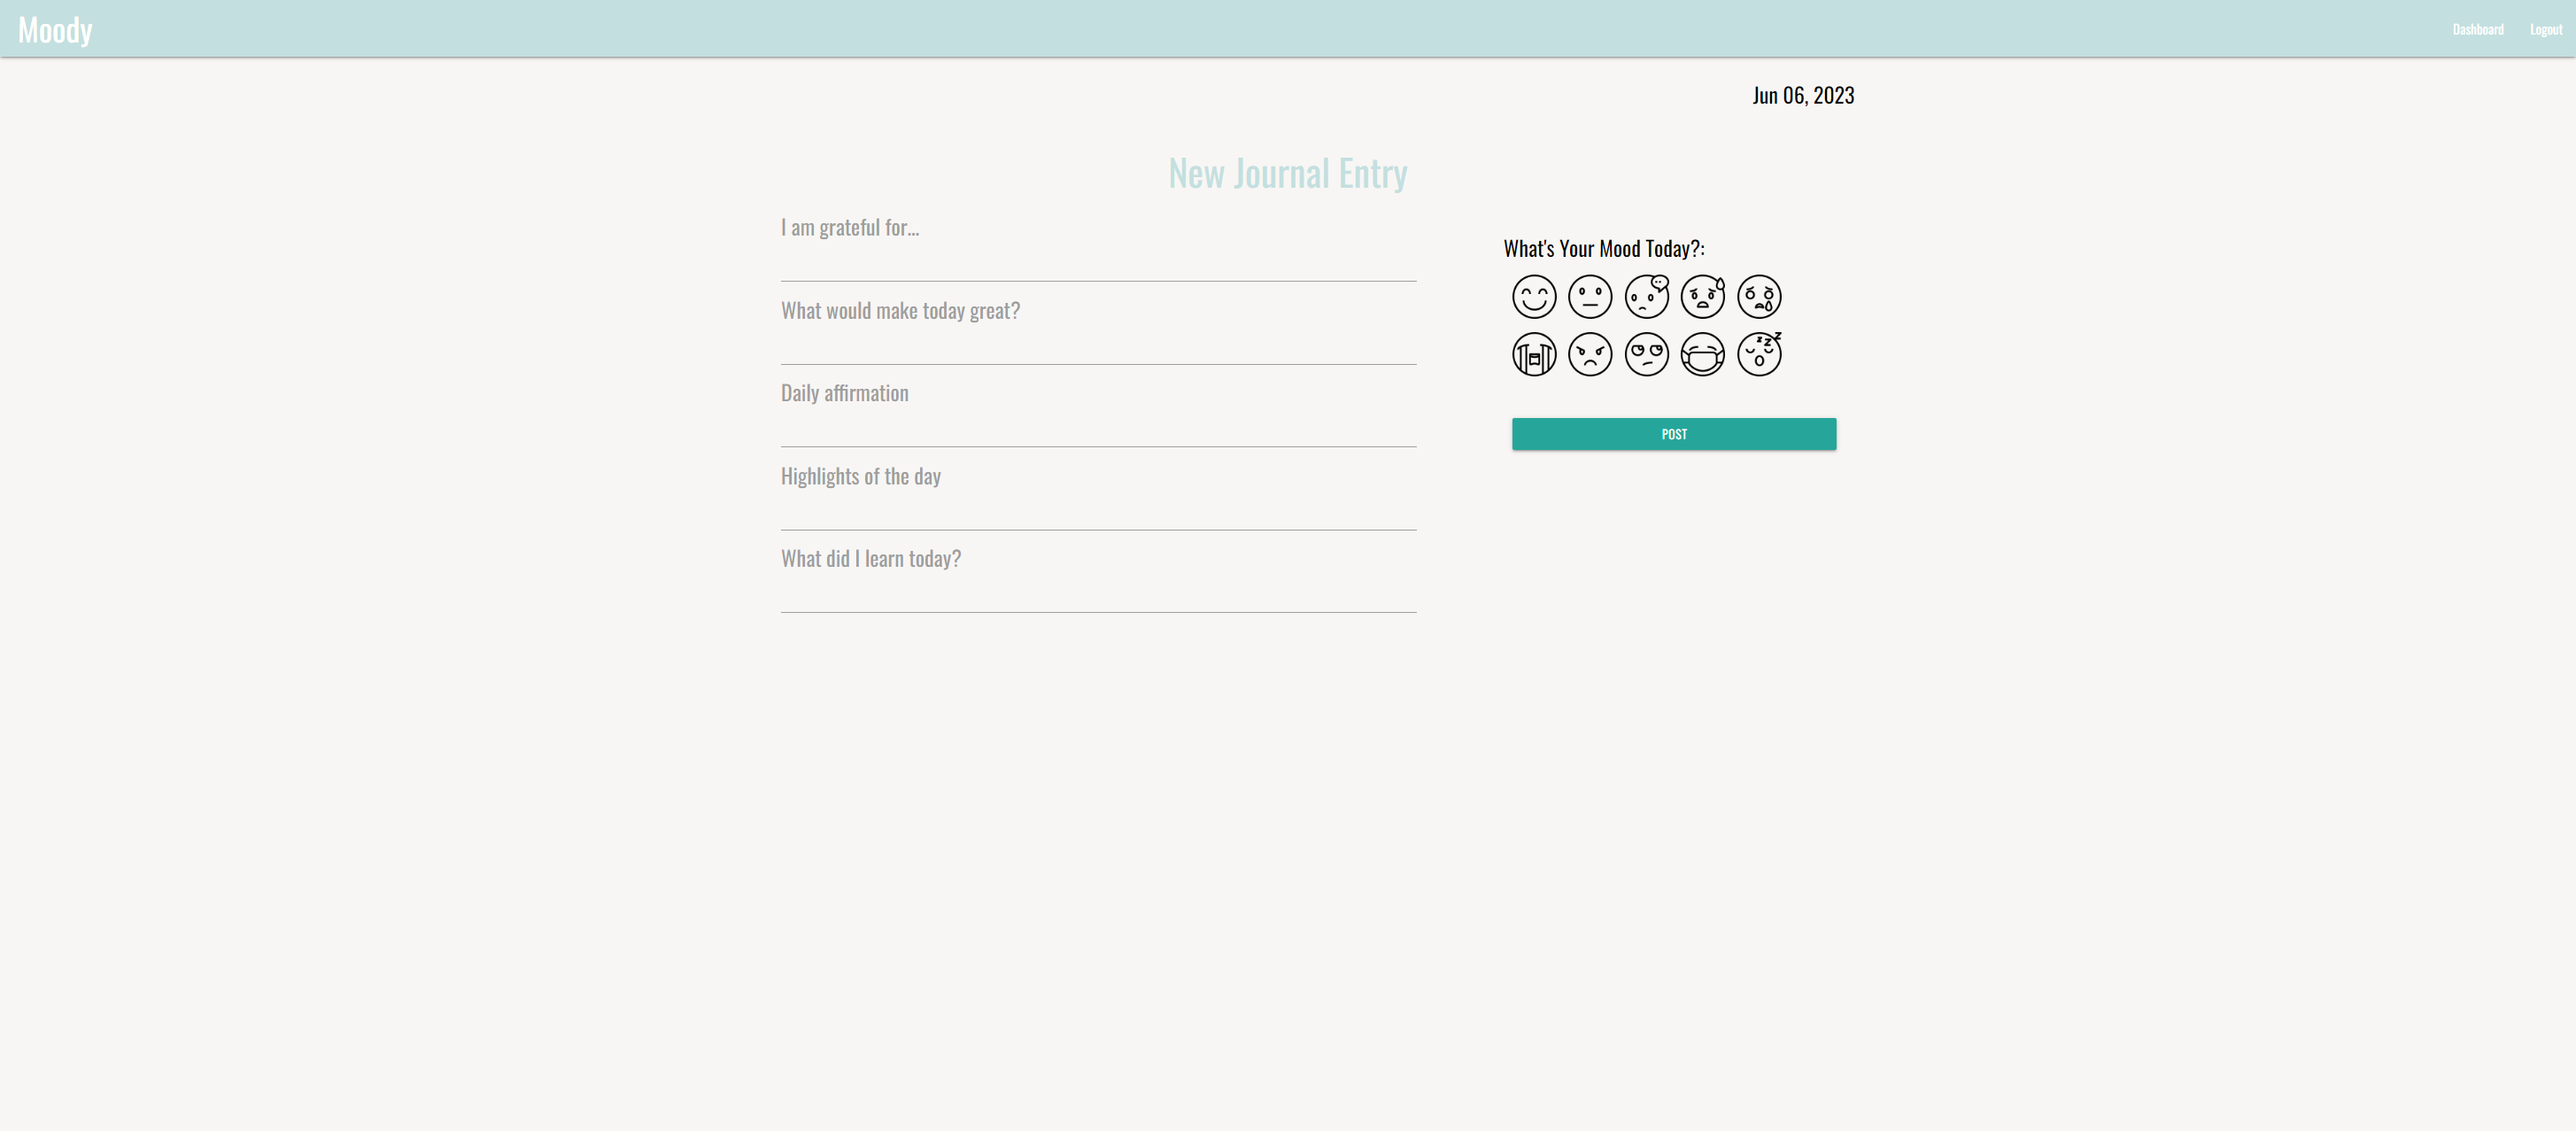 Moody
Dashboard
Logout
Jun 06, 2023
New Journal Entry
I am grateful for...
What would make today great?
Daily affirmation
Highlights of the day
What did I learn today?
What's Your Mood Today?:
z z z
POST